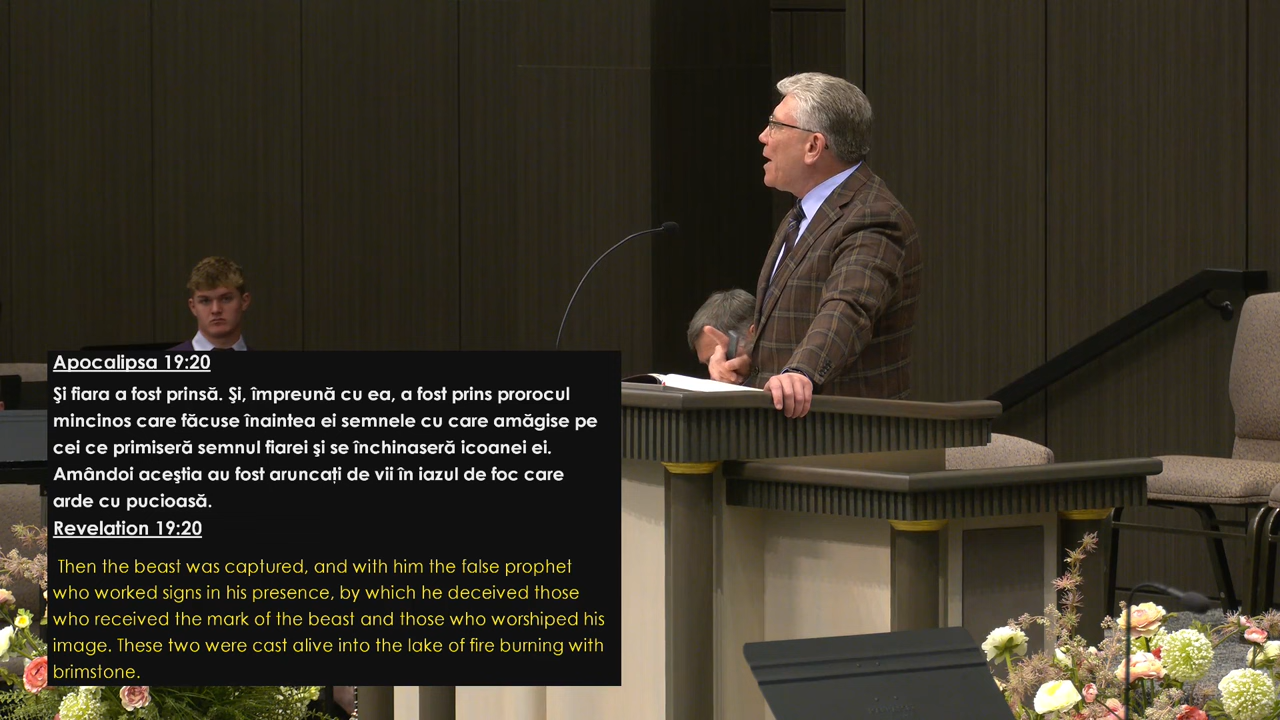 Apocalipsa 19:20
Şi fiara a fost prinsă. Şi, împreună cu ea, a fost prins prorocul
mincinos care făcuse înaintea ei semnele cu care amăgise pe
cei ce primiseră semnul fiarei şi se închinaseră icoanei ei.
Amândoi aceştia au fost aruncaţi de vii în iazul de foc care
arde cu pucioasă.
Revelation 19:20
Then the beast was captured, and with him the false prophet
who worked signs in his presence, by which he deceived those
who received the mark of the beast and those who worshiped his
image. These two were cast alive into the lake of fire burning with
brimstone.